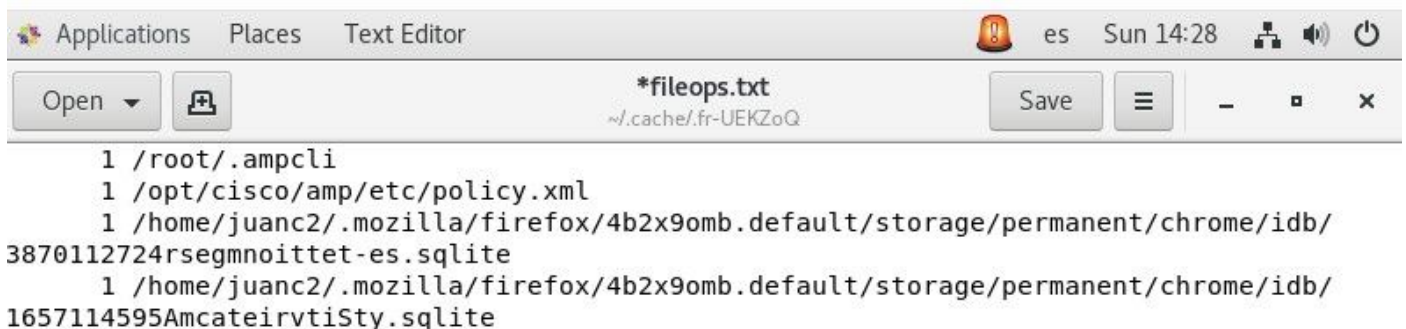 Applications Places Text Editor es Sun 14:28
Open *fileops.txt Save
~/.cache/.fr-UEKZoQ
1 /root/.ampcli
1 /opt/cisco/amp/etc/policy.xml
1 /home/juanc2/.mozilla/firefox/4b2x9omb.default/storage/permanent/chrome/idb/
3870112724rsegmnoittet-es.sqlite
1 /home/juanc2/.mozilla/firefox/4b2x9omb.default/storage/permanent/chrome/idb/
1657114595AmcateirvtiSty.sqlite